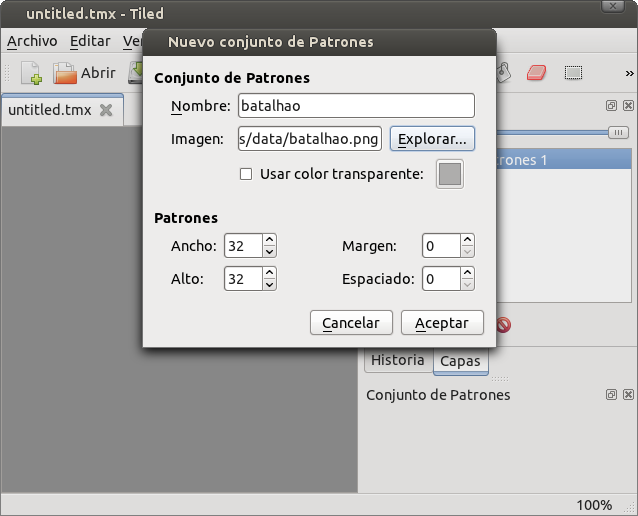 untitled.tmx - Tiled
Archivo Editar Ver
Nuevo conjunto de Patrones
Abrir »
untitled.tmx
Conjunto de Patrones
Nombre: batalhao
Imagen: s/data/batalhao.png Explorar...
Usar color transparente:
Patrones
Ancho: 32 Margen: 0
Alto: 32 Espaciado: 0
Cancelar Aceptar
1
Historia Capas
Conjunto de Patrones
100%